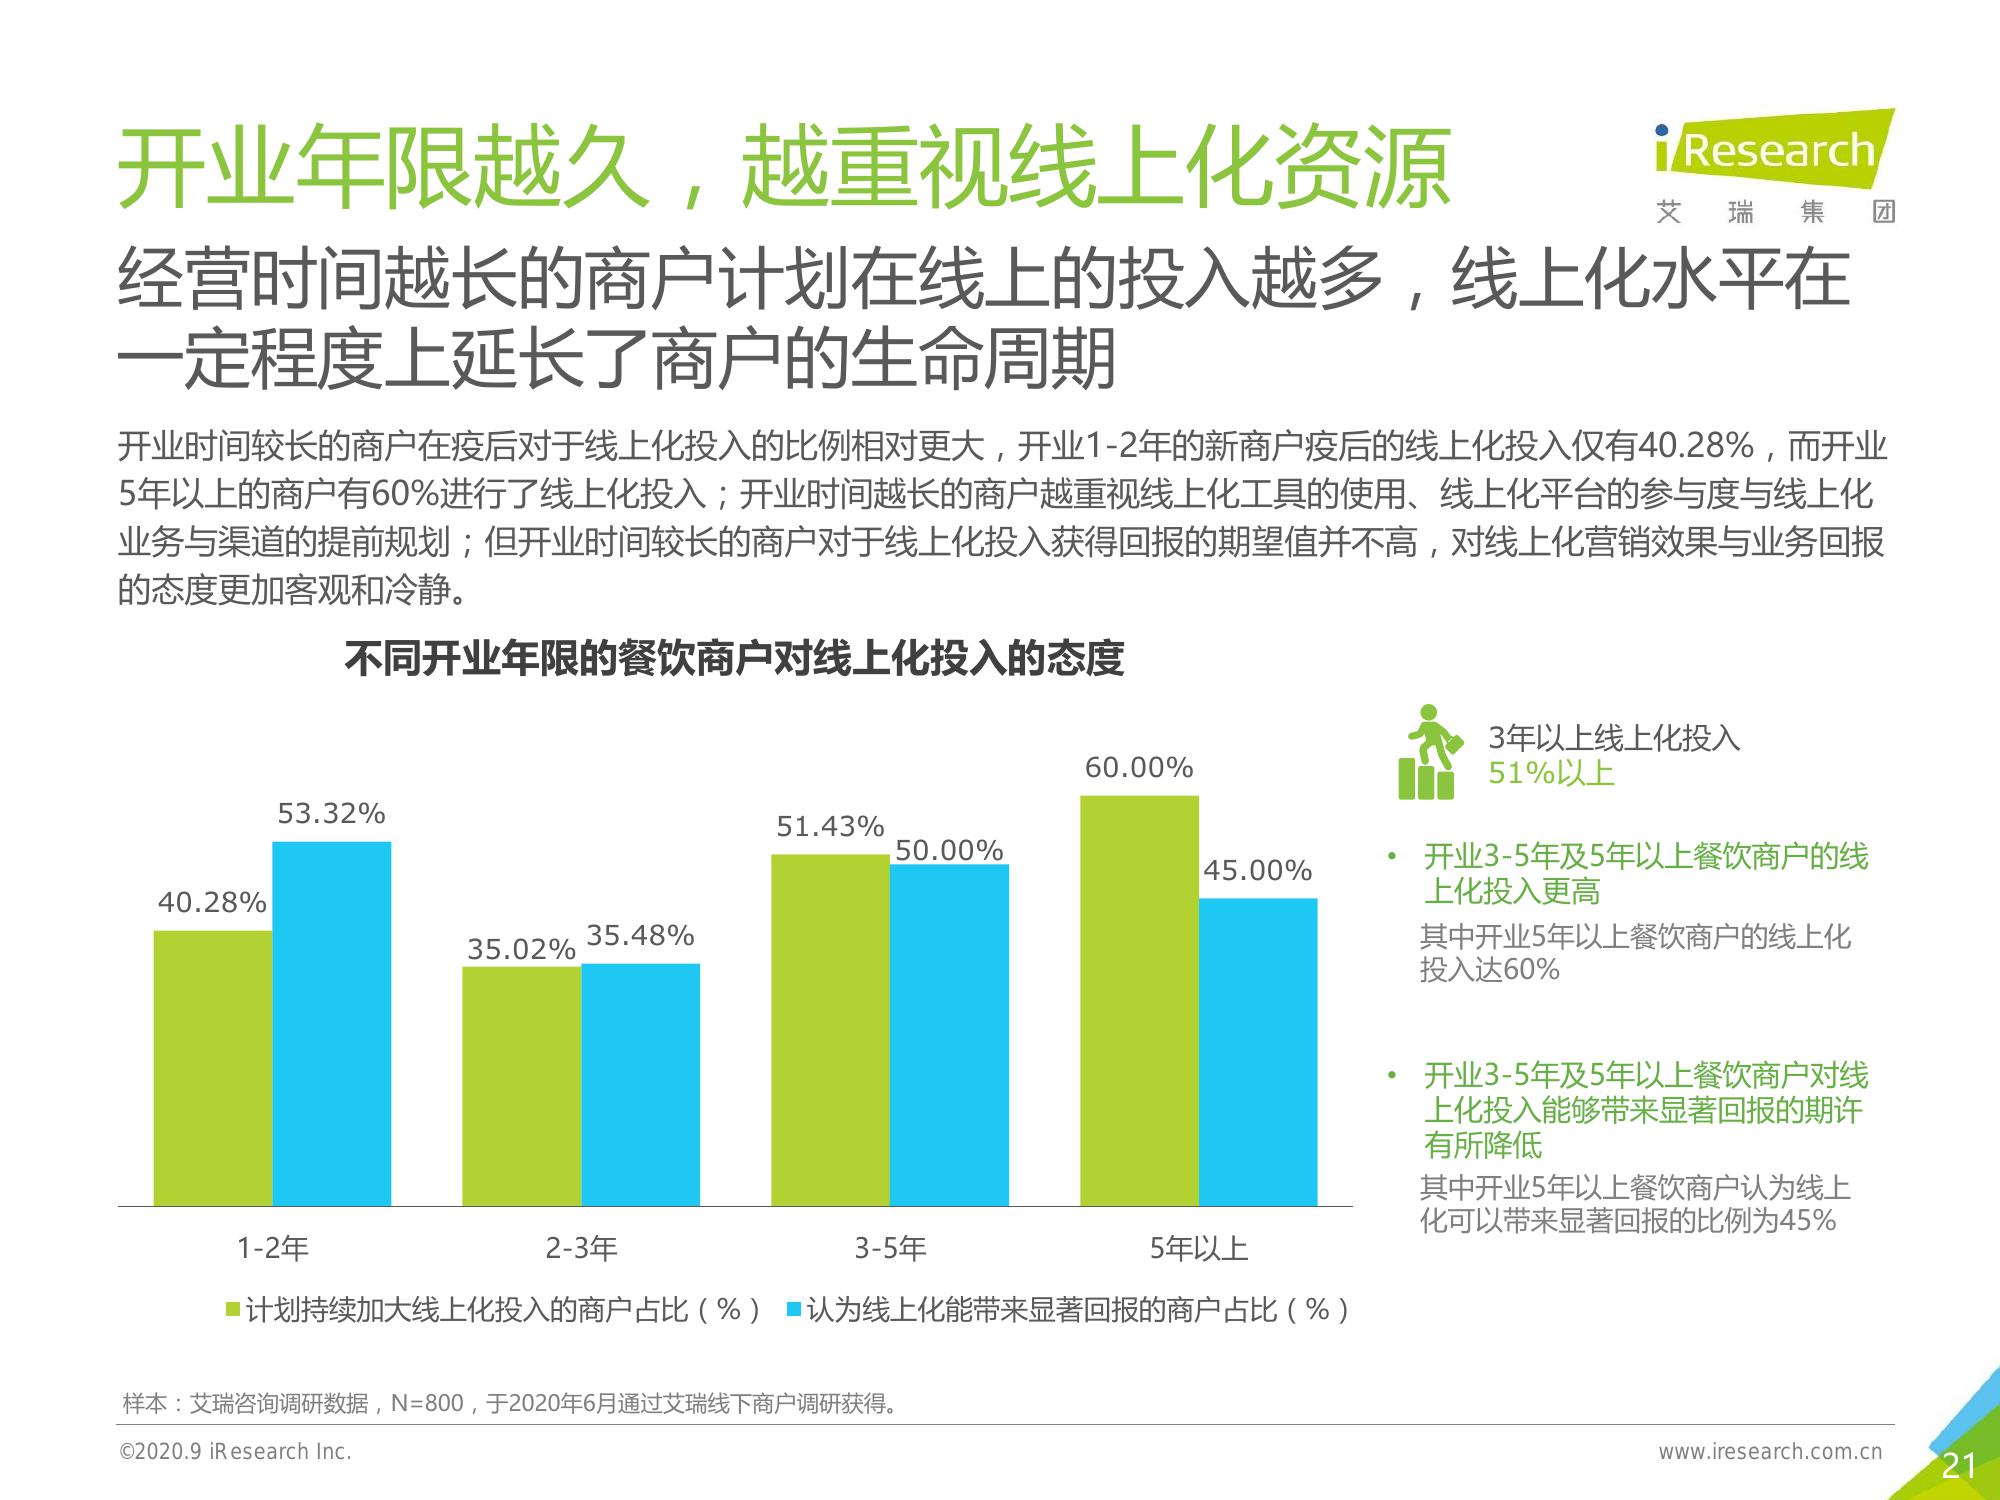 开业年限越久，越重视线上化资源
iResearch
艾瑞集团
经营时间越长的商户计划在线上的投入越多，线上化水平在
一定程度上延长了商户的生命周期
开业时间较长的商户在疫后对于线上化投入的比例相对更大，开业1-2年的新商户疫后的线上化投入仅有40.28%，而开业
5年以上的商户有60%进行了线上化投入；开业时间越长的商户越重视线上化工具的使用、线上化平台的参与度与线上化
业务与渠道的提前规划；但开业时间较长的商户对于线上化投入获得回报的期望值并不高，对线上化营销效果与业务回报
的态度更加客观和冷静。
不同开业年限的餐饮商户对线上化投入的态度
40.28%
53.32%
35.02%
35.48%
51.43%
50.00%
60.00%
45.00%
1-2年
2-3年
3-5年
5年以上
计划持续加大线上化投入的商户占比（%）
认为线上化能带来显著回报的商户占比（%）
3年以上线上化投入
51%以上
• 开业3-5年及5年以上餐饮商户的线
上化投入更高
其中开业5年以上餐饮商户的线上化
投入达60%
• 开业3-5年及5年以上餐饮商户对线
上化投入能够带来显著回报的期许
有所降低
其中开业5年以上餐饮商户认为线上
化可以带来显著回报的比例为45%
样本：艾瑞咨询调研数据，N=800，于2020年6月通过艾瑞线下商户调研获得。
©2020.9 iResearch Inc.
www.iresearch.com.cn
21